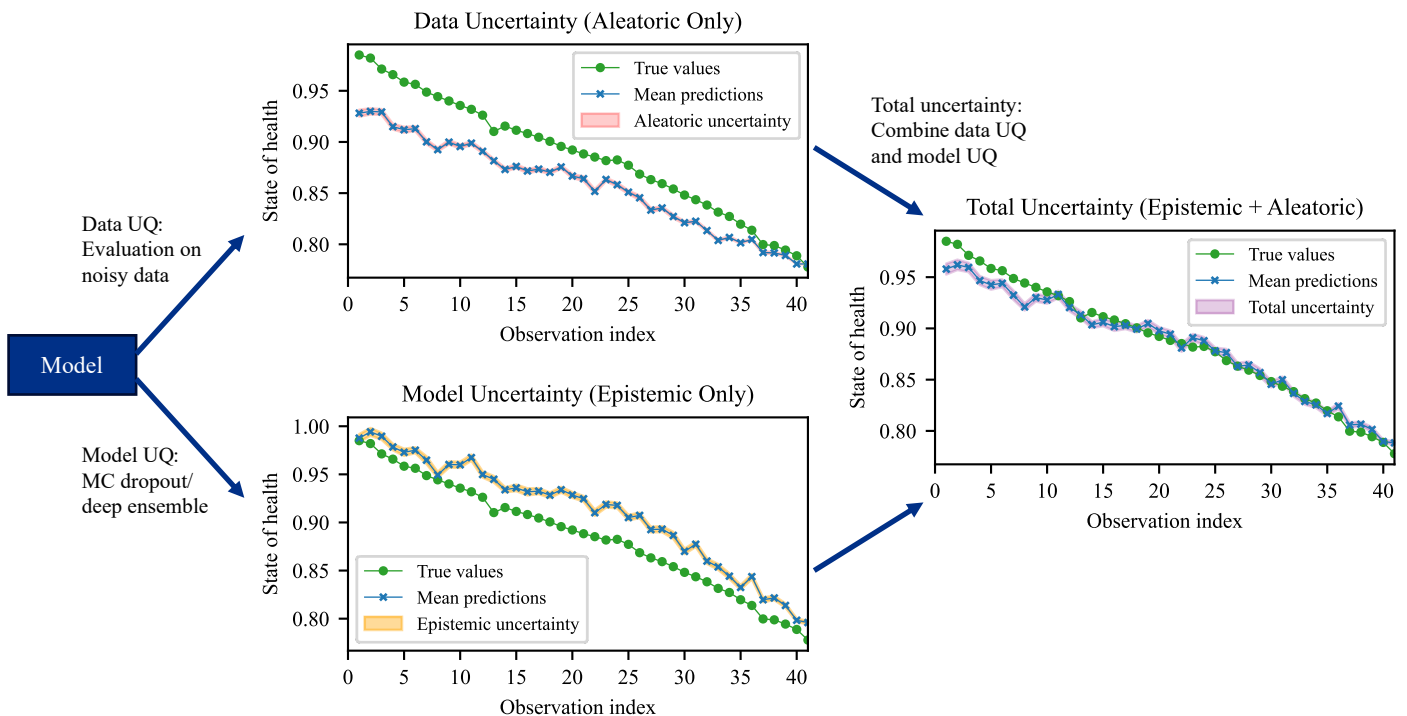 Data Uncertainty (Aleatoric Only)
State of health
0.95
0.90
0.85
0.80
True values
Mean predictions
Aleatoric uncertainty
0 5 10 15 20 25 30 35 40
Observation index
Data UQ:
Evaluation on
noisy data
Model
Model UQ:
MC dropout/
deep ensemble
Model Uncertainty (Epistemic Only)
State of health
1.00
0.95
0.90
0.85
0.80
True values
Mean predictions
Epistemic uncertainty
0 5 10 15 20 25 30 35 40
Observation index
Total uncertainty:
Combine data UQ
and model UQ
Total Uncertainty (Epistemic + Aleatoric)
State of health
0.95
0.90
0.85
0.80
True values
Mean predictions
Total uncertainty
0 5 10 15 20 25 30 35 40
Observation index